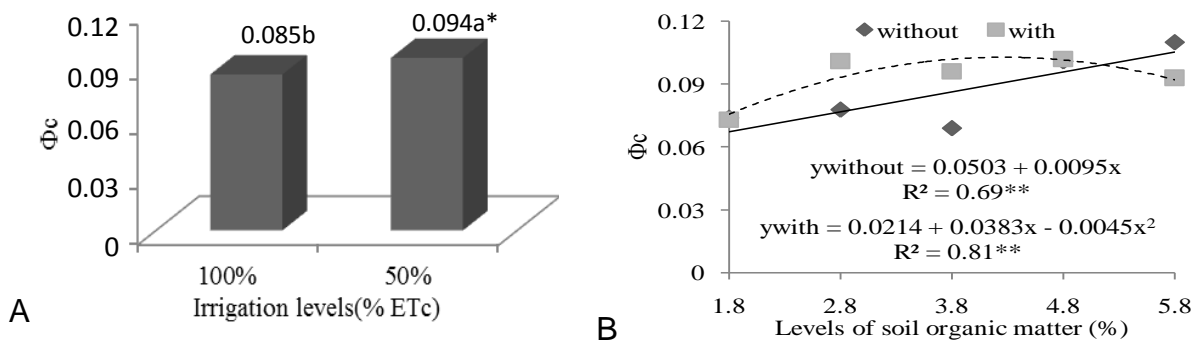 0.12
0.09
0.06
0.03
0
Φc
0.085b
0.094a*
100%
50%
Irrigation levels(% ETc)
A
without
with
0.12
0.09
0.06
0.03
0
Φc
ywithout = 0.0503 + 0.0095x
R² = 0.69**
ywith = 0.0214 + 0.0383x - 0.0045x²
R² = 0.81**
1.8 2.8 3.8 4.8 5.8
Levels of soil organic matter (%)
B